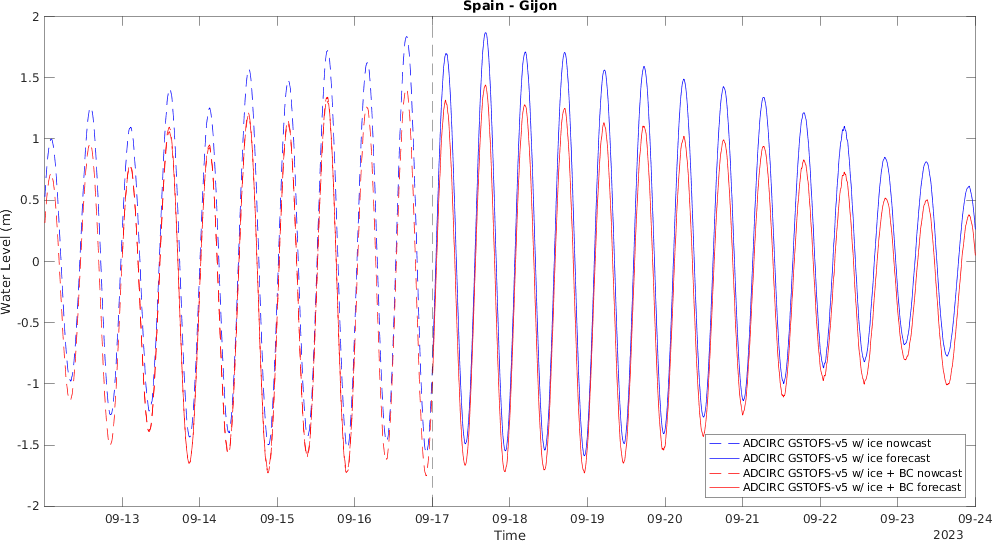 Spain - Gijon
2
1.5
1
0.5
0
-0.5
-1
-1.5
-2
Water Level (m)
ADCIRC GSTOFS-v5 w/ ice nowcast
ADCIRC GSTOFS-v5 w/ ice forecast
ADCIRC GSTOFS-v5 w/ ice + BC nowcast
ADCIRC GSTOFS-v5 w/ ice + BC forecast
09-13 09-14 09-15 09-16 09-17 09-18 09-19 09-20 09-21 09-22 09-23 09-24
Time
2023